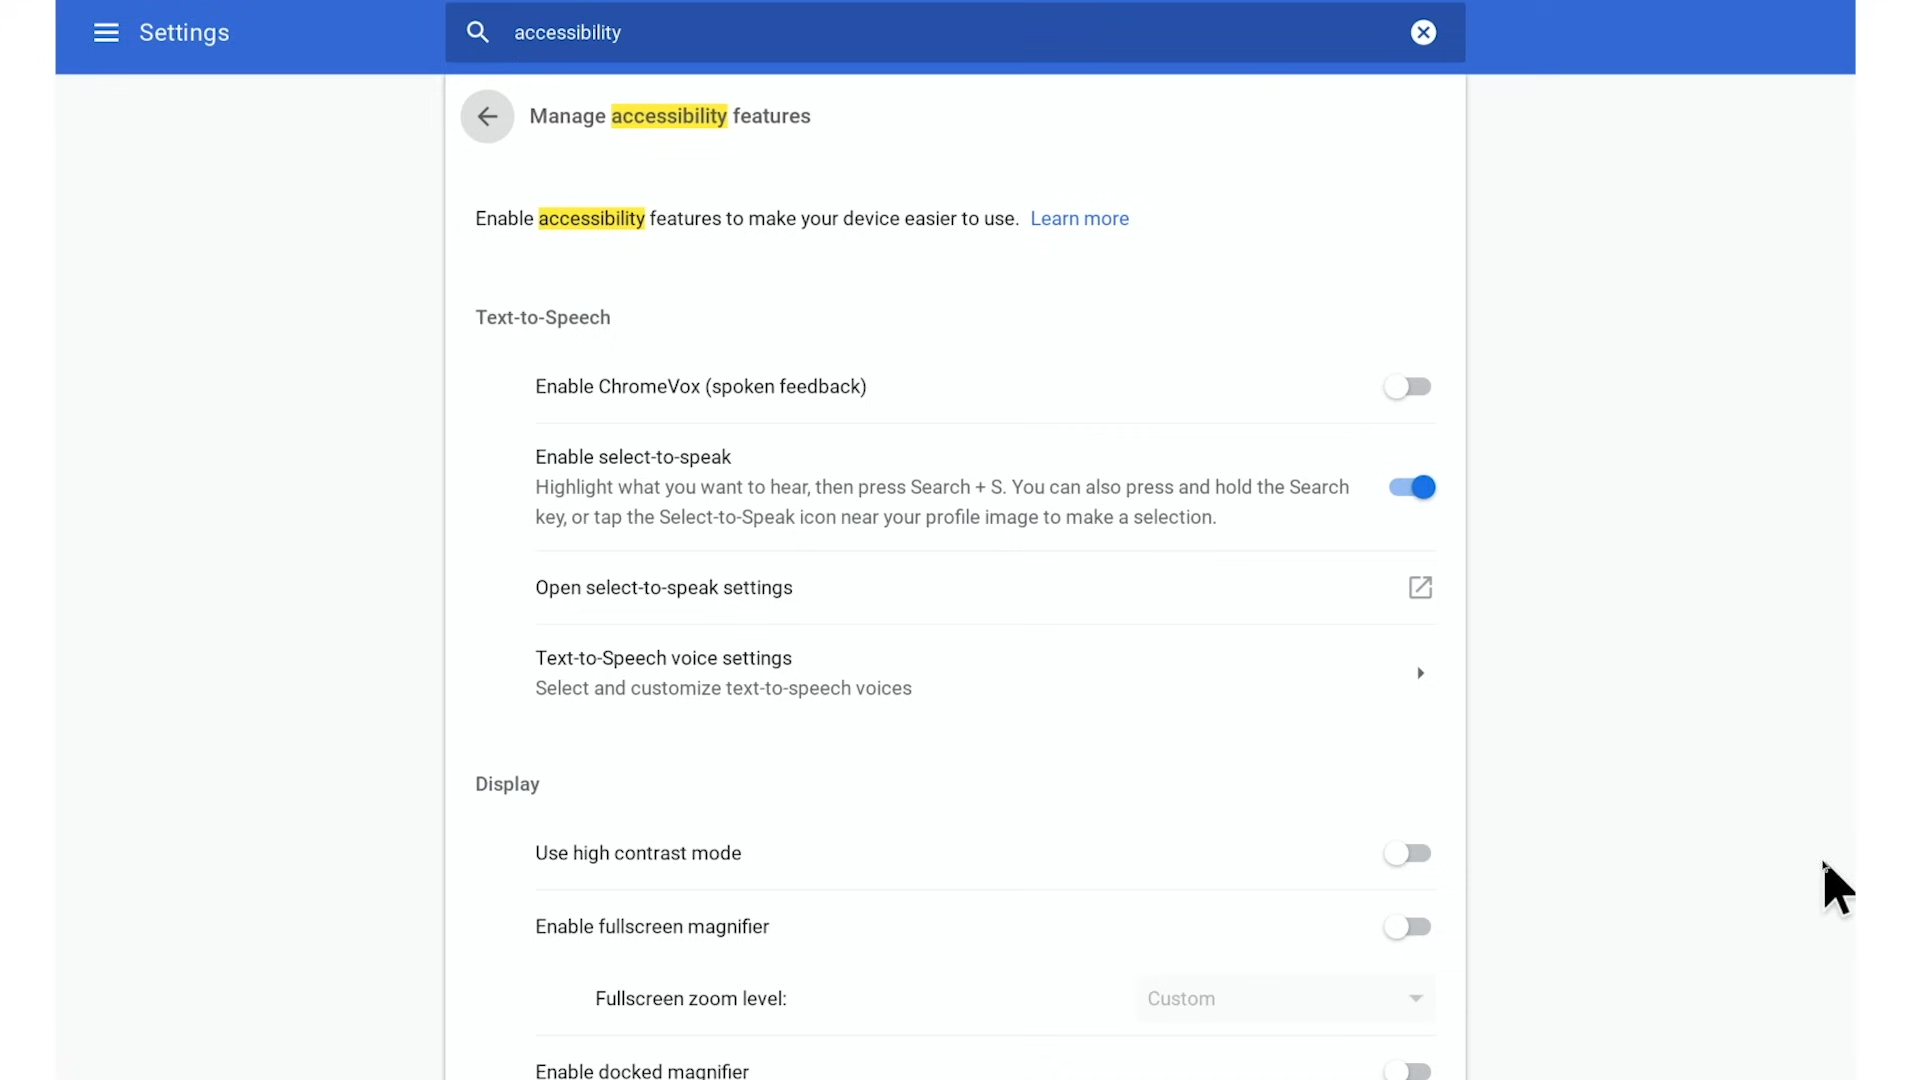 Settings
accessibility
Manage accessibility features
Enable accessibility features to make your device easier to use. Learn more
Text-to-Speech
Enable ChromeVox (spoken feedback)
Enable select-to-speak
Highlight what you want to hear, then press Search + S. You can also press and hold the Search
key, or tap the Select-to-Speak icon near your profile image to make a selection.
Open select-to-speak settings
Text-to-Speech voice settings
Select and customize text-to-speech voices
Display
Use high contrast mode
Enable fullscreen magnifier
Fullscreen zoom level:
Custom
Enable docked magnifier